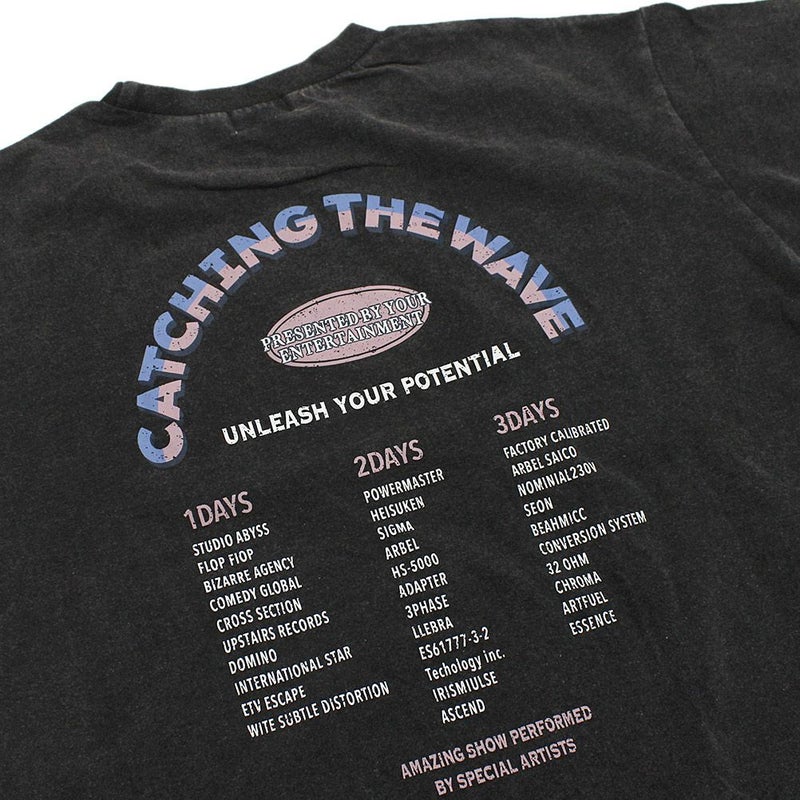 CATCHING THE WAVE
PRESENTED BY YOUR
ENTERTAINMENT
UNLEASH YOUR POTENTIAL
1DAYS
STUDIO ABYSS
FLOP FIOP
BIZARRE AGENCY
COMEDY GLOBAL
CROSS SECTION
UPSTAIRS RECORDS
DOMINO
INTERNATIONAL STAR
ETV ESCAPE
WITE SUBTLE DISTORTION
2DAYS
POWERMASTER
HEISUKEN
SIGMA
ARBEL
HS-5000
ADAPTER
3PHASE
LLEBRA
ES61777-3-2
Techology inc.
IRISMIULSE
ASCEND
3DAYS
FACTORY CALIBRATED
ARBEL SAICO
NOMINIAL230V
SEON
BEAHMICC
CONVERSION SYSTEM
32 OHM
CHROMA
ARTFUEL
ESSENCE
AMAZING SHOW PERFORMED
BY SPECIAL ARTISTS